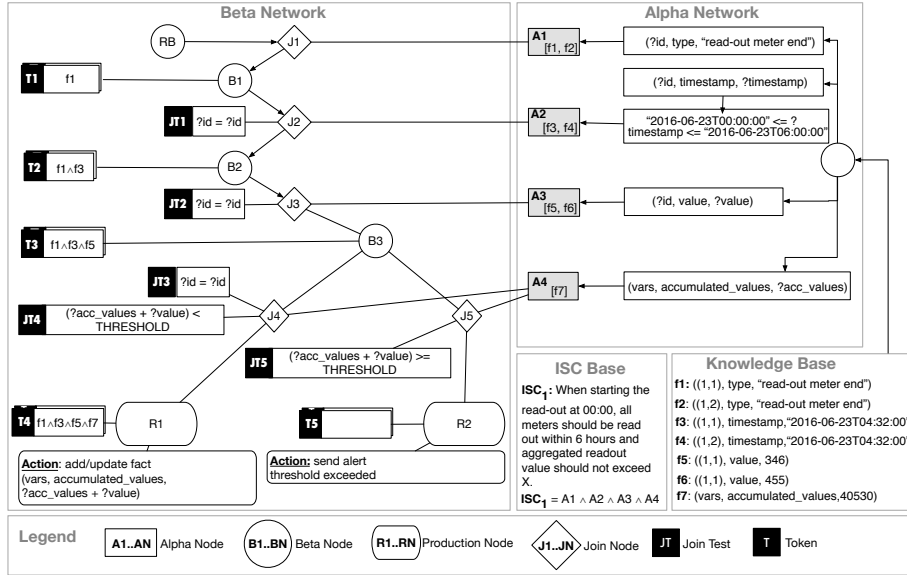 Beta Network
RB
J1
T1
f1
B1
JT1
?id = ?id
J2
T2
f1∧f3
B2
JT2
?id = ?id
J3
T3
f1∧f3∧f5
B3
JT3
?id = ?id
J4
J5
JT4
(?acc_values + ?value) <
THRESHOLD
JT5
(?acc_values + ?value) >=
THRESHOLD
T4
f1∧f3∧f5∧f7
R1
T5
R2
Action: add/update fact
(vars, accumulated_values,
?acc_values + ?value)
Action: send alert
threshold exceeded
Alpha Network
A1
[f1, f2]
(?id, type, “read-out meter end”)
(?id, timestamp, ?timestamp)
A2
[f3, f4]
“2016-06-23T00:00:00” <= ?
timestamp <= “2016-06-23T06:00:00”
A3
[f5, f6]
(?id, value, ?value)
A4
[f7]
(vars, accumulated_values, ?acc_values)
ISC Base
ISC1: When starting the
read-out at 00:00, all
meters should be read
out within 6 hours and
aggregated readout
value should not exceed
X.
ISC1 = A1 ∧ A2 ∧ A3 ∧ A4
Knowledge Base
f1: ((1,1), type, “read-out meter end”)
f2: ((1,2), type, “read-out meter end”)
f3: ((1,1), timestamp,“2016-06-23T04:32:00”)
f4: ((1,2), timestamp,“2016-06-23T04:32:00”)
f5: ((1,1), value, 346)
f6: ((1,1), value, 455)
f7: (vars, accumulated_values,40530)
Legend
A1..AN
Alpha Node
B1..BN
Beta Node
R1..RN
Production Node
J1..JN
Join Node
JT
Join Test
T
Token